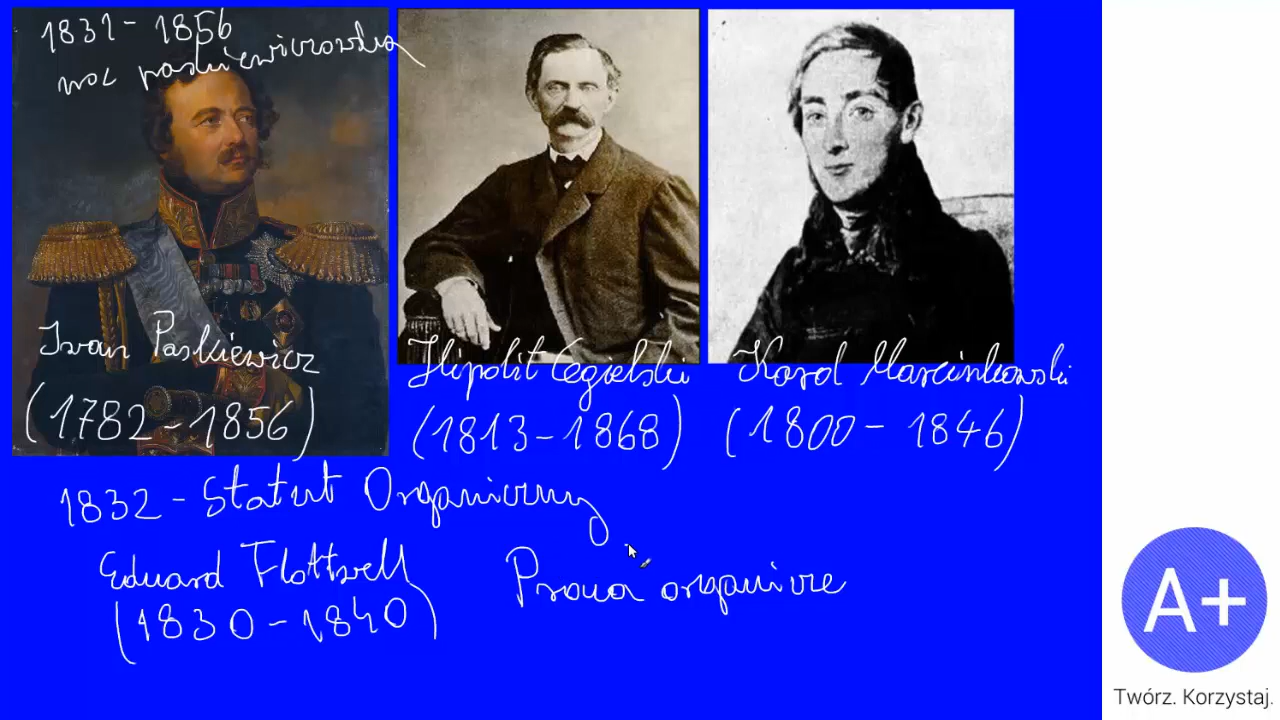 1831-1856
noc paskiewiczowska
Iwan Paskiewicz
(1782-1856)
Hipolit Cegielski
(1813-1868)
Karol Marcinkowski
(1800-1846)
1832-Statut Organiczny
Eduard Flottwell
(1830-1840)
Praca organicze
A+
Twórz. Korzystaj.